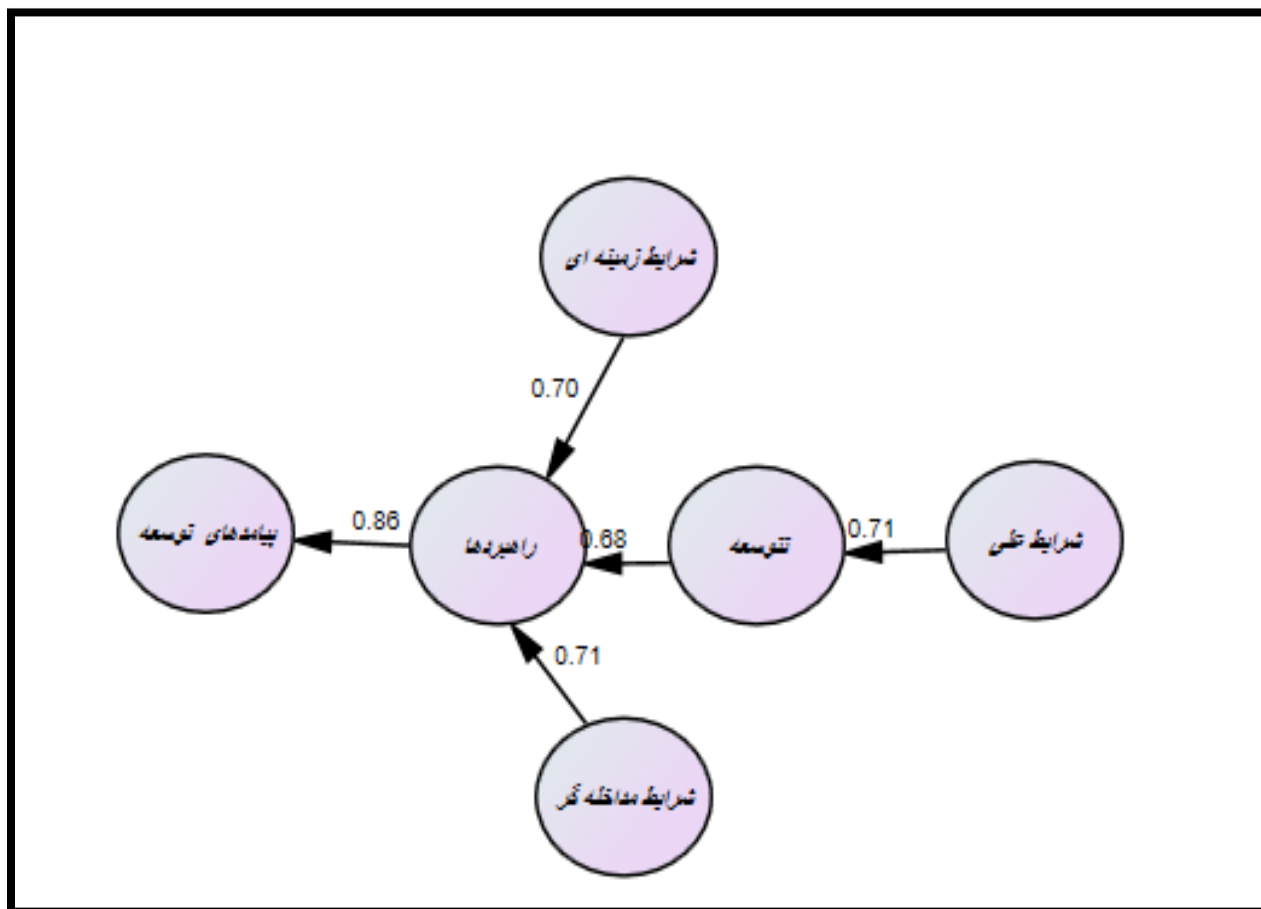 شرایط زمینه ای
0.70
پیامدهای توسعه
0.86
راهبردها
0.68
تتوسعه
0.71
شرایط علی
0.71
شرایط مداخله گر